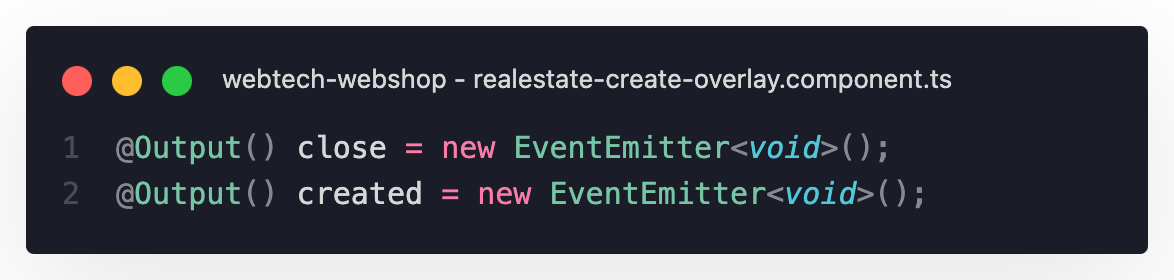 webtech-webshop - realestate-create-overlay.component.ts
1 @Output() close = new EventEmitter<void>();
2 @Output() created = new EventEmitter<void>();